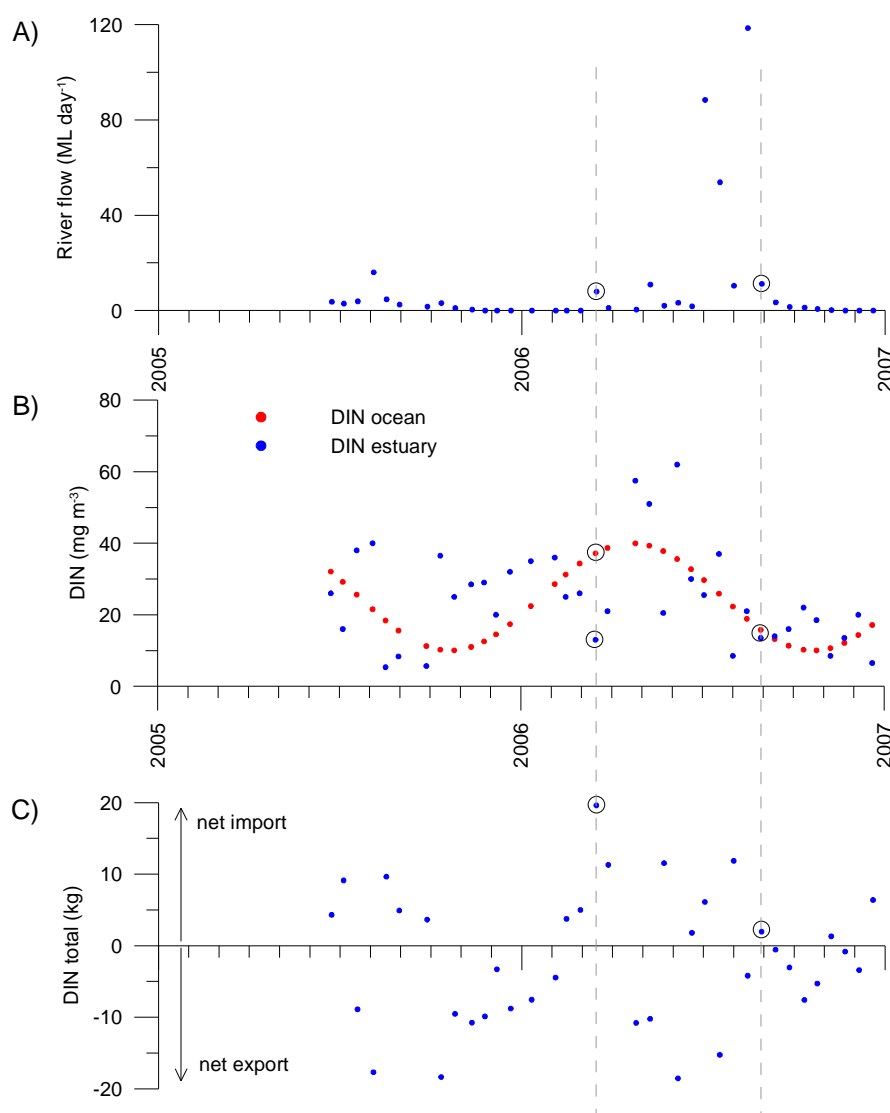 A)
120
80
40
0
River flow (ML day⁻¹)
2005
2006
2007
B)
80
60
40
20
0
DIN (mg m⁻³)
DIN ocean
DIN estuary
2005
2006
2007
C)
20
10
0
-10
-20
DIN total (kg)
net import
net export